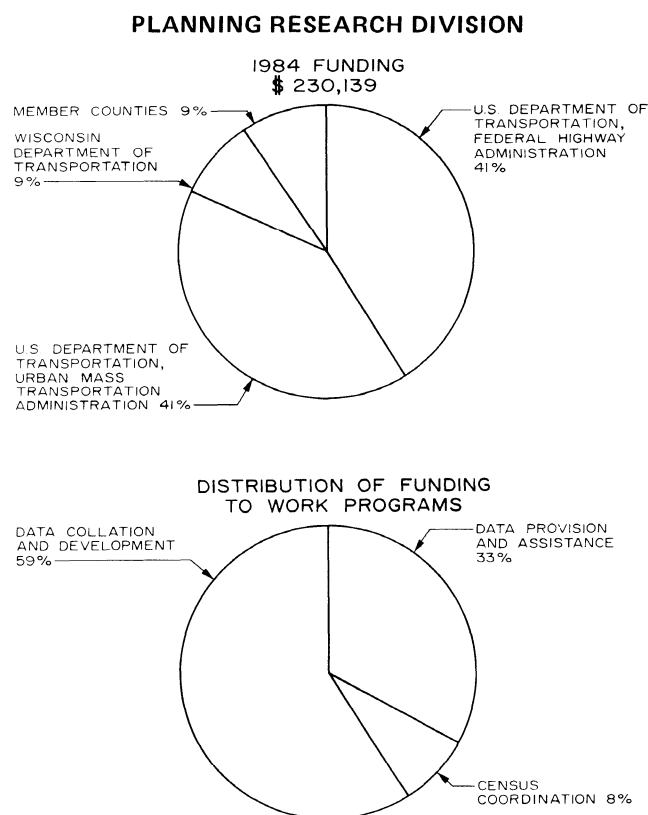 PLANNING RESEARCH DIVISION
1984 FUNDING
$ 230,139
MEMBER COUNTIES 9%
WISCONSIN
DEPARTMENT OF
TRANSPORTATION
9%
U.S. DEPARTMENT OF
TRANSPORTATION,
FEDERAL HIGHWAY
ADMINISTRATION
41%
U.S DEPARTMENT OF
TRANSPORTATION,
URBAN MASS
TRANSPORTATION
ADMINISTRATION 41%
DISTRIBUTION OF FUNDING
TO WORK PROGRAMS
DATA COLLATION
AND DEVELOPMENT
59%
DATA PROVISION
AND ASSISTANCE
33%
CENSUS
COORDINATION 8%